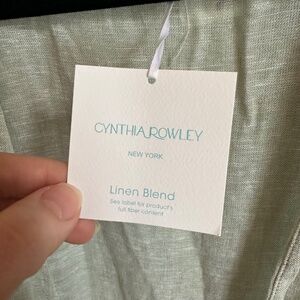 CYNTHIA ROWLEY
NEW YORK
Linen Blend
See label for product's
full fiber content